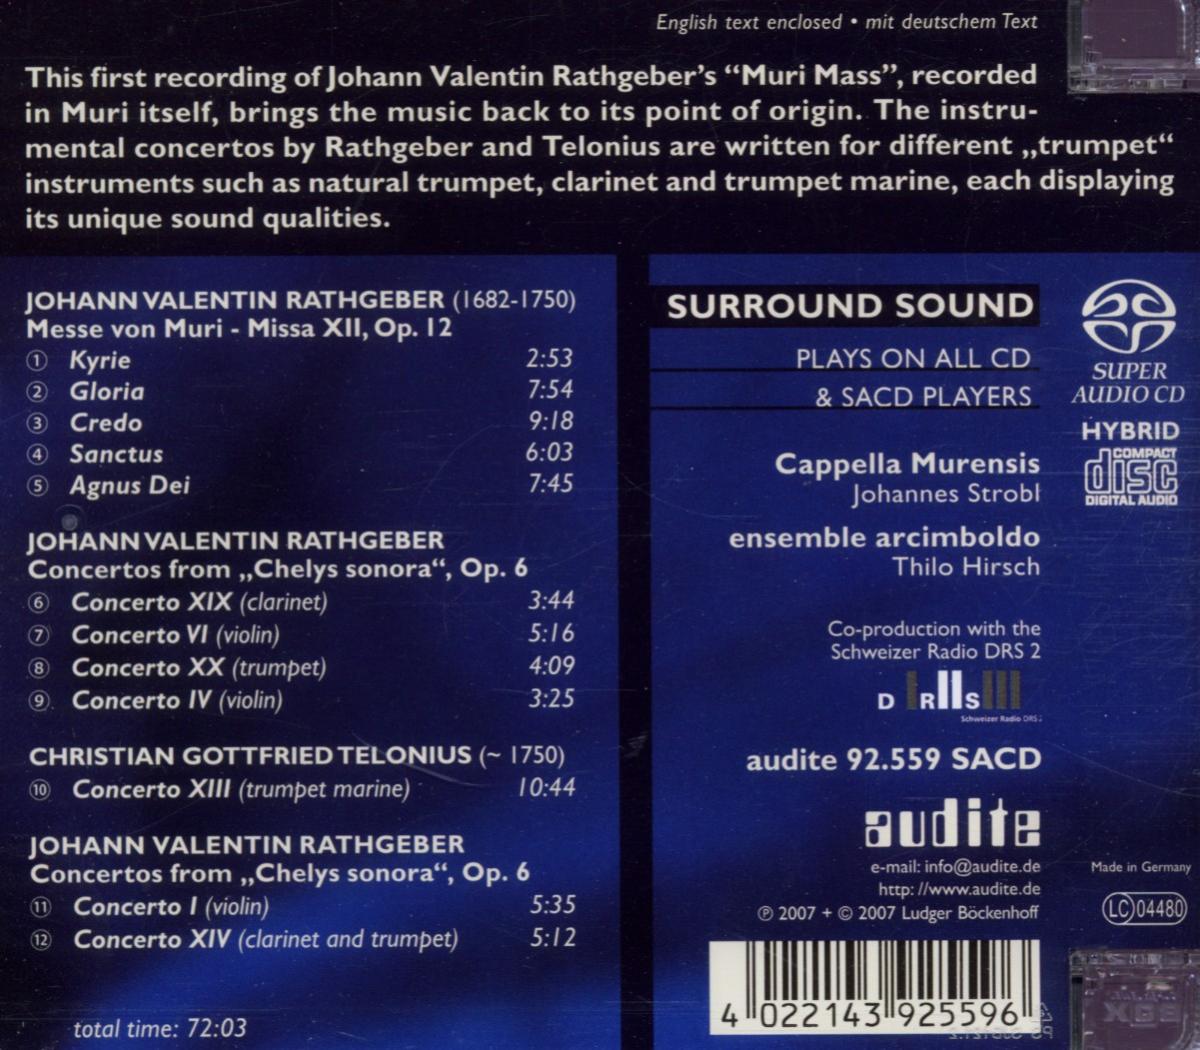 English text enclosed • mit deutschem Text
This first recording of Johann Valentin Rathgeber's “Muri Mass”, recorded
in Muri itself, brings the music back to its point of origin. The instru-
mental concertos by Rathgeber and Telonius are written for different „trumpet“
instruments such as natural trumpet, clarinet and trumpet marine, each displaying
its unique sound qualities.
JOHANN VALENTIN RATHGEBER (1682-1750)
Messe von Muri - Missa XII, Op. 12
1 Kyrie 2:53
2 Gloria 7:54
3 Credo 9:18
4 Sanctus 6:03
5 Agnus Dei 7:45
JOHANN VALENTIN RATHGEBER
Concertos from „Chelys sonora“, Op. 6
6 Concerto XIX (clarinet) 3:44
7 Concerto VI (violin) 5:16
8 Concerto XX (trumpet) 4:09
9 Concerto IV (violin) 3:25
CHRISTIAN GOTTFRIED TELONIUS (~ 1750)
10 Concerto XIII (trumpet marine) 10:44
JOHANN VALENTIN RATHGEBER
Concertos from „Chelys sonora“, Op. 6
11 Concerto I (violin) 5:35
12 Concerto XIV (clarinet and trumpet) 5:12
total time: 72:03
SURROUND SOUND
PLAYS ON ALL CD
& SACD PLAYERS
SUPER
AUDIO CD
HYBRID
COMPACT
disc
DIGITAL AUDIO
Cappella Murensis
Johannes Strobl
ensemble arcimboldo
Thilo Hirsch
Co-production with the
Schweizer Radio DRS 2
D R S
Schweizer Radio DRS 2
audite 92.559 SACD
audite
e-mail: info@audite.de
http://www.audite.de
℗ 2007 + © 2007 Ludger Böckenhoff
Made in Germany
LC 04480
4 022143 925596